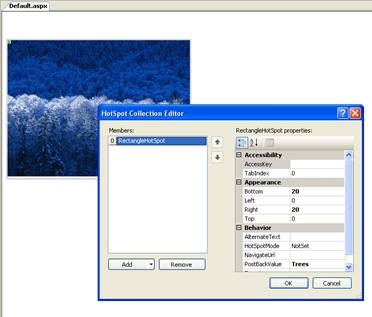 Default.aspx
HotSpot Collection Editor
Members:
0 RectangleHotSpot
Add
Remove
RectangleHotSpot properties:
Accessibility
AccessKey
TabIndex 0
Appearance
Bottom 20
Left 0
Right 20
Top 0
Behavior
AlternateText
HotSpotMode NotSet
NavigateUrl
PostBackValue Trees
OK
Cancel